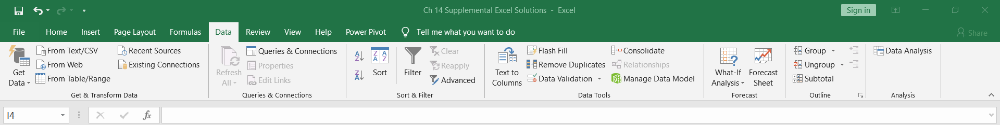 Ch 14 Supplemental Excel Solutions - Excel
Sign in
File Home Insert Page Layout Formulas Data Review View Help Power Pivot Tell me what you want to do Share
Get Data
From Text/CSV
From Web
From Table/Range
Recent Sources
Existing Connections
Get & Transform Data
Refresh All
Queries & Connections
Properties
Edit Links
Queries & Connections
A Z
Z A
Z A A Z
Sort
Filter
Clear
Reapply
Advanced
Sort & Filter
Text to
Columns
Flash Fill
Remove Duplicates
Data Validation
Consolidate
Relationships
Manage Data Model
Data Tools
What-If
Analysis
?
Forecast
Sheet
Forecast
Group
Ungroup
Subtotal
Outline
Data Analysis
Analysis
I4
fx